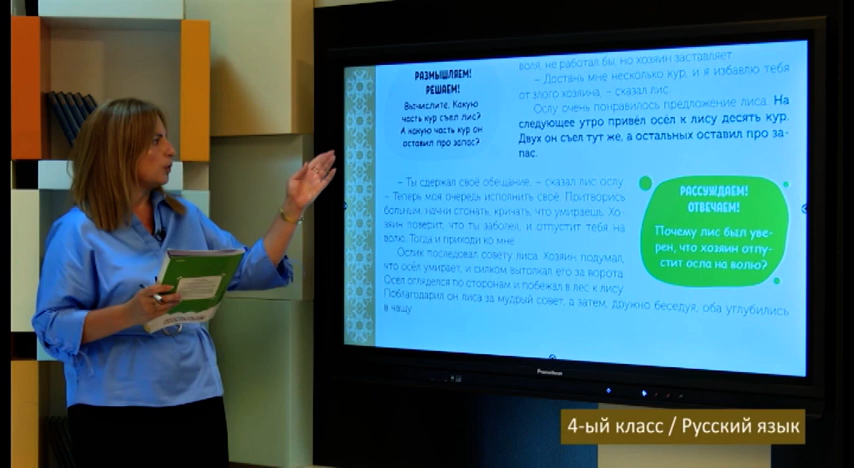 РАЗМЫШЛЯЕМ!
РЕШАЕМ!
Вычислите. Какую
часть кур съел лис?
А какую часть кур он
оставил про запас?
воля, не работал бы, но хозяин заставляет.
– Достань мне несколько кур, и я избавлю тебя
от злого хозяина, – сказал лис.
Ослу очень понравилось предложение лиса. На
следующее утро привёл осёл к лису десять кур.
Двух он съел тут же, а остальных оставил про за-
пас.
– Ты сдержал своё обещание, – сказал лис ослу.
– Теперь моя очередь исполнить своё. Притворись
больным, начни стонать, кричать, что умираешь. Хо-
зяин поверит, что ты заболел, и отпустит тебя на
волю. Тогда и приходи ко мне.
Ослик последовал совету лиса. Хозяин подумал,
что осёл умирает, и силком вытолкал его за ворота.
Осёл огляделся по сторонам и побежал в лес к лису.
Поблагодарил он лиса за мудрый совет, а затем, дружно беседуя, оба углубились
в чащу.
РАССУЖДАЕМ!
ОТВЕЧАЕМ!
Почему лис был уве-
рен, что хозяин отпу-
стит осла на волю?
Promethean
4-ый класс / Русский язык